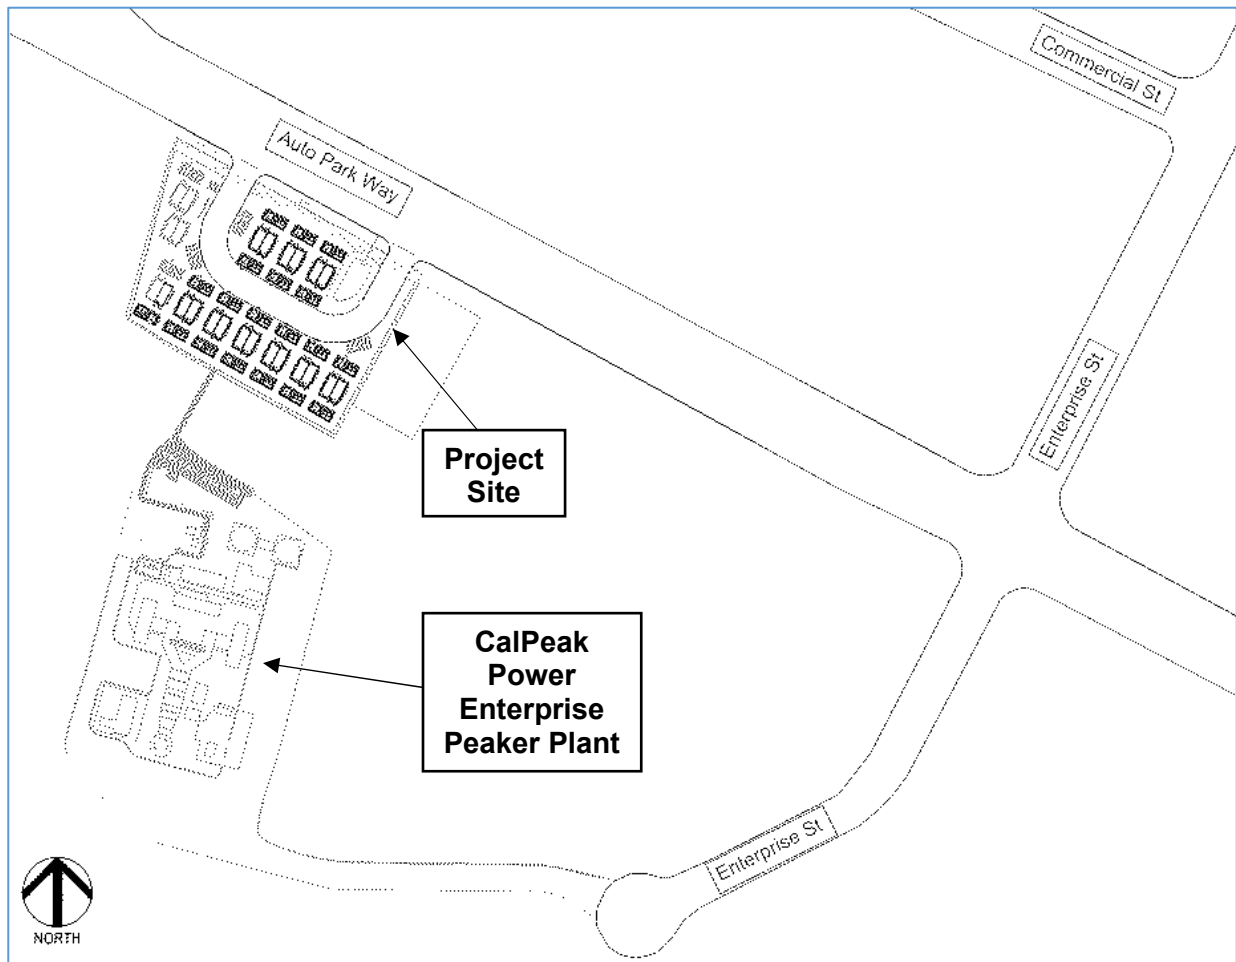 Commercial St
Auto Park Way
Enterprise St
Project
Site
CalPeak
Power
Enterprise
Peaker Plant
Enterprise St
NORTH